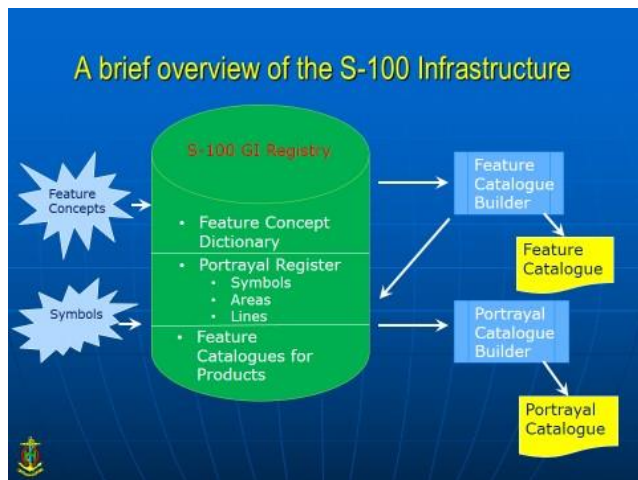 A brief overview of the S-100 Infrastructure
S-100 GI Registry
Feature
Concepts
• Feature Concept
Dictionary
• Portrayal Register
• Symbols
• Areas
• Lines
• Feature
Catalogues for
Products
Symbols
Feature
Catalogue
Builder
Feature
Catalogue
Portrayal
Catalogue
Builder
Portrayal
Catalogue